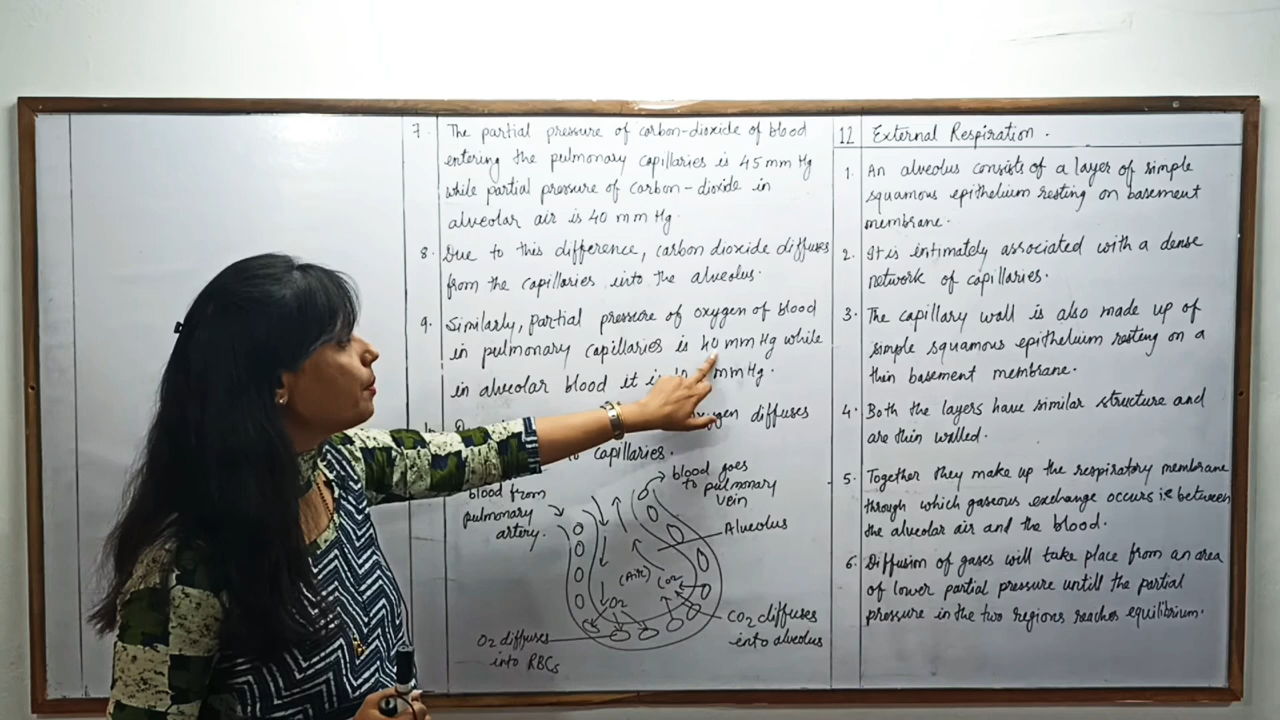 12 External Respiration.
1. An alveolus consists of a layer of simple
squamous epithelium resting on basement
membrane.
2. It is intimately associated with a dense
network of capillaries.
3. The capillary wall is also made up of
simple squamous epithelium resting on a
thin basement membrane.
4. Both the layers have similar structure and
are thin walled.
5. Together they make up the respiratory membrane
through which gaseous exchange occurs i.e between
the alveolar air and the blood.
6. Diffusion of gases will take place from an area
of lower partial pressure untill the partial
pressure in the two regions reaches equilibrium.
7. The partial pressure of carbon-dioxide of blood
entering the pulmonary capillaries is 45 mm Hg
while partial pressure of carbon-dioxide in
alveolar air is 40 mm Hg.
8. Due to this difference, carbon dioxide diffuses
from the capillaries into the alveolus.
9. Similarly, partial pressure of oxygen of blood
in pulmonary capillaries is 40 mm Hg while
in alveolar blood it is mm Hg.
oxygen diffuses
capillaries.
blood from
pulmonary
artery.
blood goes
to pulmonary
vein
Alveolus
(Air)
CO2
O2
O2 diffuses
into RBCs
CO2 diffuses
into alveolus